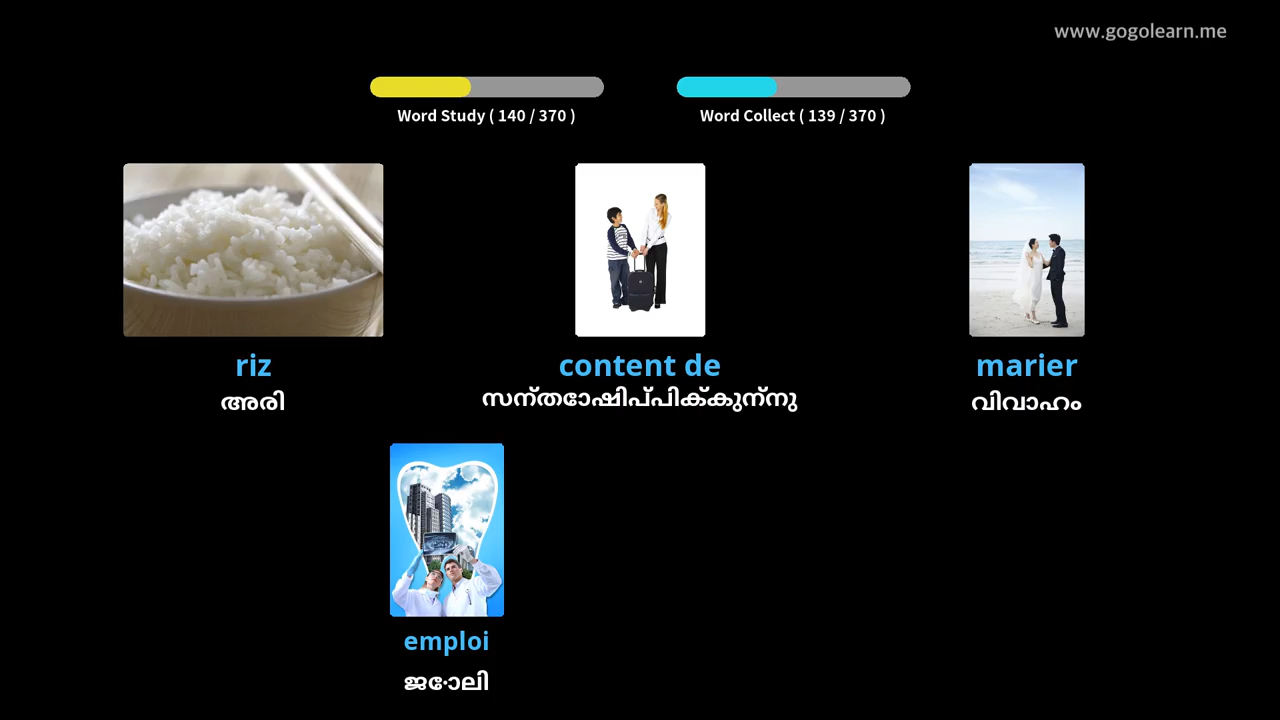 www.gogolearn.me
Word Study ( 140 / 370 )
Word Collect ( 139 / 370 )
riz
content de
marier
അരി
സന്തോഷിപ്പിക്കുന്നു
വിവാഹം
emploi
ജോലി